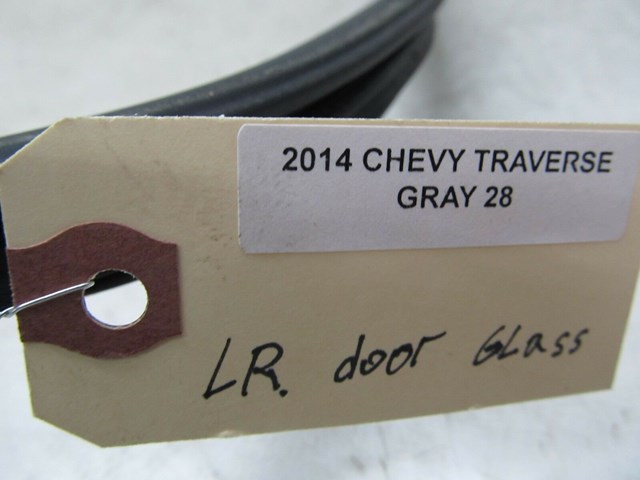 2014 CHEVY TRAVERSE
GRAY 28
LR. door GLass